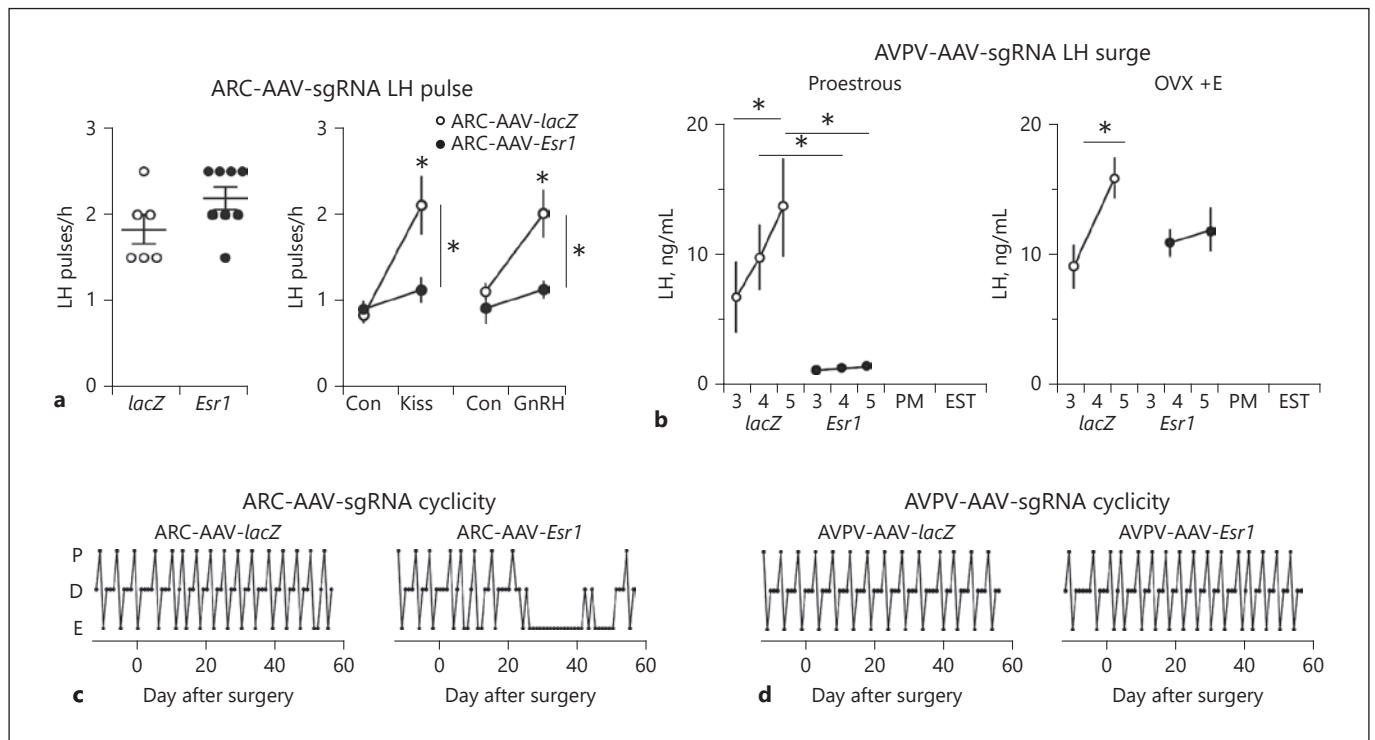 ARC-AAV-sgRNA LH pulse
ARC-AAV-lacZ
ARC-AAV-Esr1
LH pulses/h
3
2
1
0
lacZ Esr1
LH pulses/h
3
2
1
0
* * * *
Con Kiss Con GnRH
a
AVPV-AAV-sgRNA LH surge
Proestrous
LH, ng/mL
20
10
0
* * *
3 4 5 3 4 5 PM EST
lacZ Esr1
OVX +E
LH, ng/mL
20
10
0
*
3 4 5 3 4 5 PM EST
lacZ Esr1
b
ARC-AAV-sgRNA cyclicity
ARC-AAV-lacZ ARC-AAV-Esr1
P
D
E
0 20 40 60 0 20 40 60
Day after surgery Day after surgery
c
AVPV-AAV-sgRNA cyclicity
AVPV-AAV-lacZ AVPV-AAV-Esr1
0 20 40 60 0 20 40 60
Day after surgery Day after surgery
d